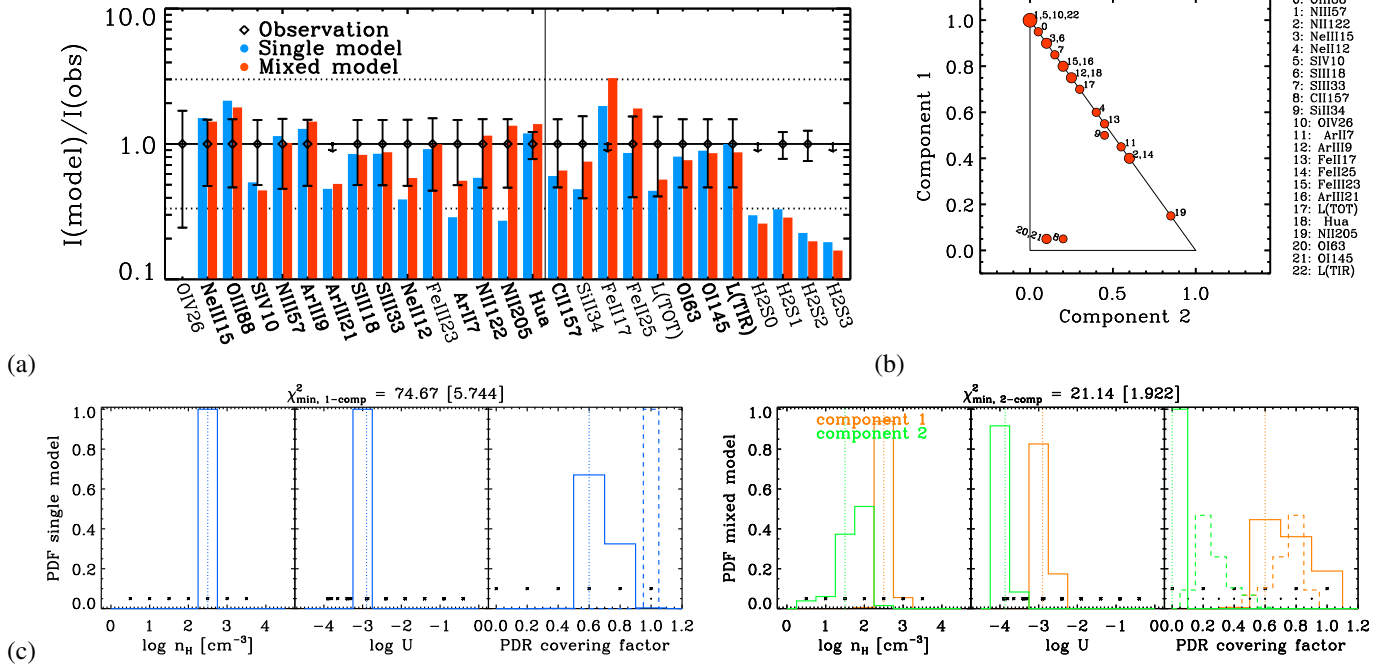 10.0
I(model)/I(obs)
◇ Observation
● Single model
● Mixed model
3.0
1.0
0.1
OIV26
NeIII15
OIII88
SIV10
NIII57
ArIII9
ArIII21
SIII18
SIII33
NeII12
FeIII23
ArII7
NII122
NII205
Hua
CII157
SiII34
FeII17
FeII25
L(TOT)
OI63
OI145
L(TIR)
H2S0
H2S1
H2S2
H2S3
(a)
1.0
0.8
0.6
0.4
0.2
0.0
Component 1
1,5,10,22
0
3,6
7
15,16
12,18
17
4
13
9
11
2,14
19
20,21
8
0.0 0.5 1.0
Component 2
1: NIII57
2: NII122
3: NeIII15
4: NeII12
5: SIV10
6: SIII18
7: SIII33
8: CII157
9: SiII34
10: OIV26
11: ArII7
12: ArIII9
13: FeII17
14: FeII25
15: FeIII23
16: ArIII21
17: L(TOT)
18: Hua
19: NII205
20: OI63
21: OI145
22: L(TIR)
(b)
χ²min, 1-comp = 74.67 [5.744]
PDF single model
1.0
0.8
0.6
0.4
0.2
0.0
0 1 2 3 4
log nH [cm−3]
−4 −3 −2 −1
log U
0.0 0.2 0.4 0.6 0.8 1.0 1.2
PDR covering factor
χ²min, 2-comp = 21.14 [1.922]
component 1
component 2
PDF mixed model
1.0
0.8
0.6
0.4
0.2
0.0
0 1 2 3 4
log nH [cm−3]
−4 −3 −2 −1
log U
0.0 0.2 0.4 0.6 0.8 1.0 1.2
PDR covering factor
(c)